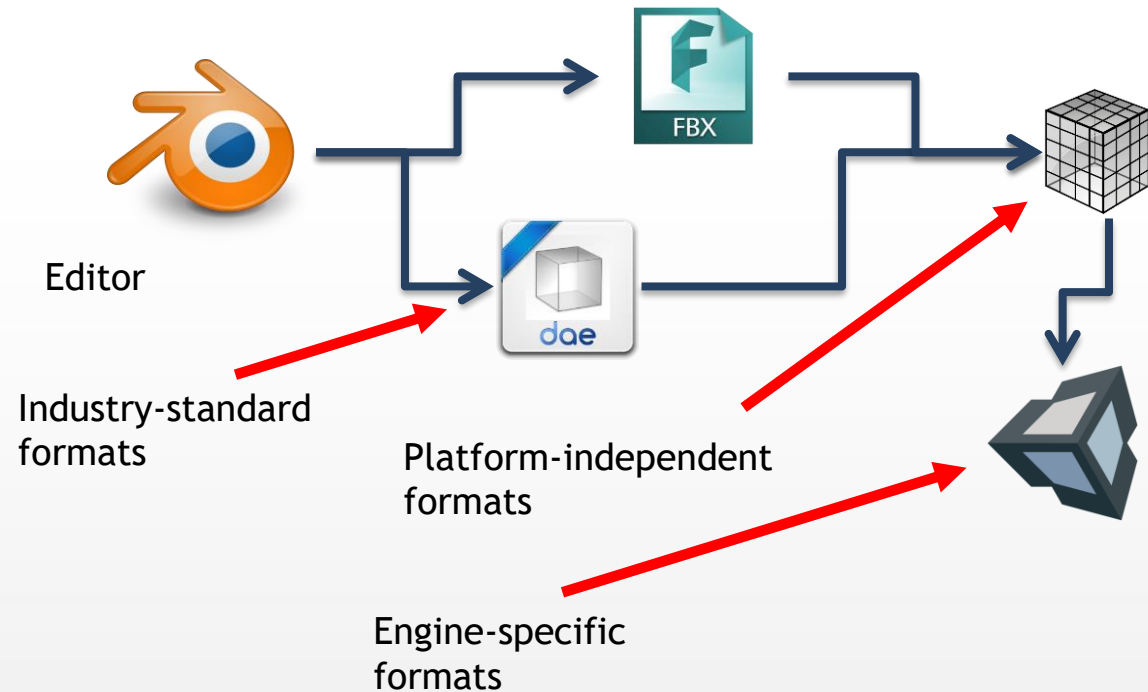 FBX
Editor
dae
Industry-standard
formats
Platform-independent
formats
Engine-specific
formats